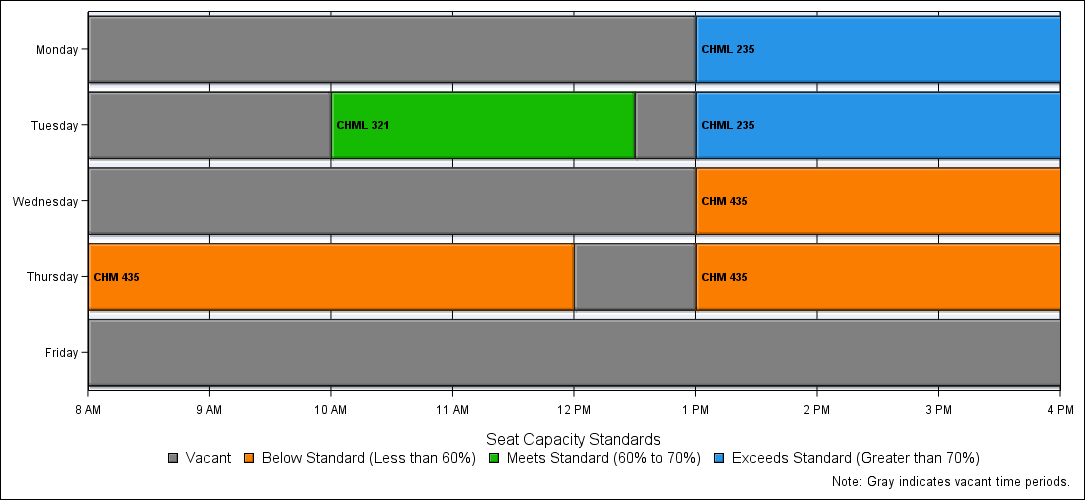 Monday
CHML 235
Tuesday
CHML 321
CHML 235
Wednesday
CHM 435
Thursday
CHM 435
CHM 435
Friday
8 AM 9 AM 10 AM 11 AM 12 PM 1 PM 2 PM 3 PM 4 PM
Seat Capacity Standards
Vacant Below Standard (Less than 60%) Meets Standard (60% to 70%) Exceeds Standard (Greater than 70%)
Note: Gray indicates vacant time periods.